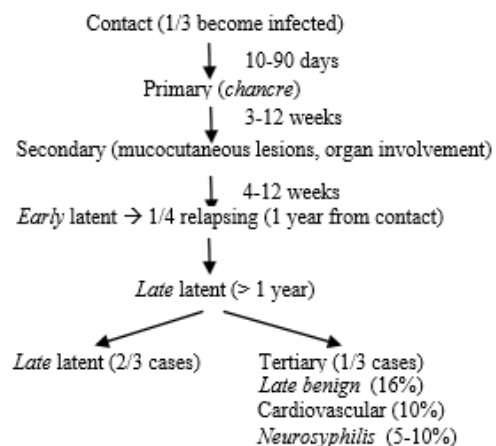 Contact (1/3 become infected)
10-90 days
Primary (chancre)
3-12 weeks
Secondary (mucocutaneous lesions, organ involvement)
4-12 weeks
Early latent → 1/4 relapsing (1 year from contact)
Late latent (> 1 year)
Late latent (2/3 cases)
Tertiary (1/3 cases)
Late benign (16%)
Cardiovascular (10%)
Neurosyphilis (5-10%)